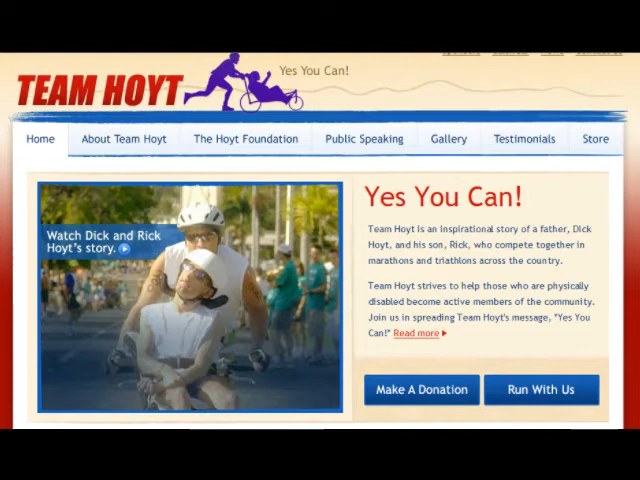 TEAM HOYT
Yes You Can!
Home
About Team Hoyt
The Hoyt Foundation
Public Speaking
Gallery
Testimonials
Store
Watch Dick and Rick
Hoyt's story.
Yes You Can!
Team Hoyt is an inspirational story of a father, Dick
Hoyt, and his son, Rick, who compete together in
marathons and triathlons across the country.
Team Hoyt strives to help those who are physically
disabled become active members of the community.
Join us in spreading Team Hoyt's message, "Yes You
Can!" Read more
Make A Donation
Run With Us